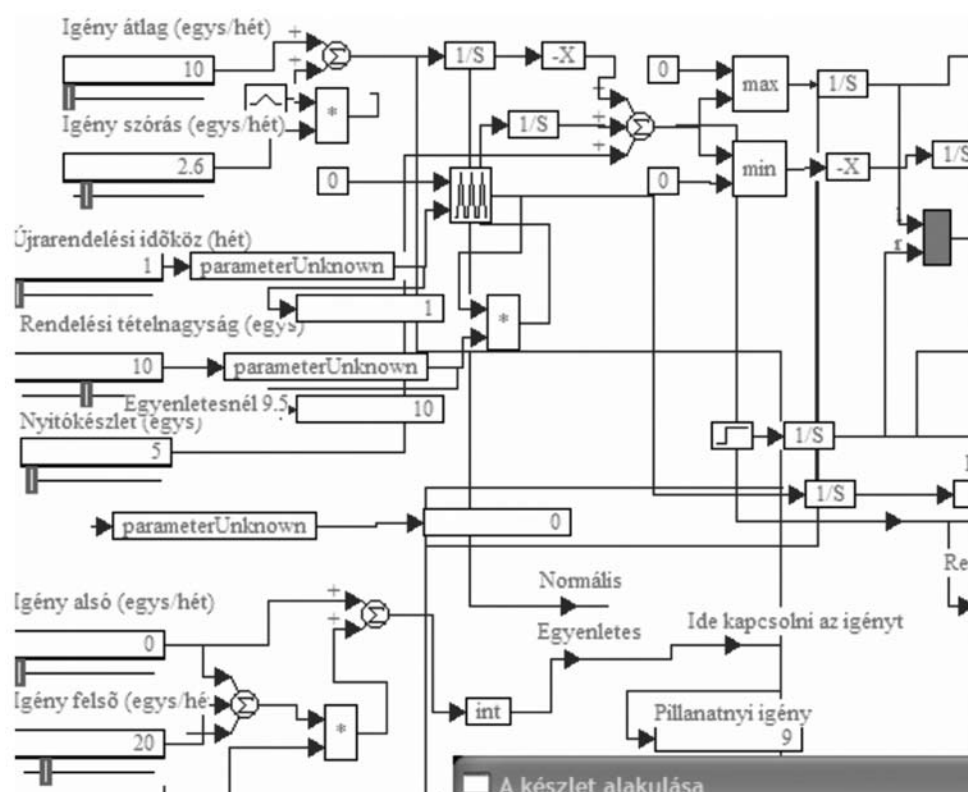 Igény átlag (egys/hét)
10
Igény szórás (egys/hét)
2.6
+
+
Σ
*
1/S
-X
0
max
1/S
1/S
+
+
+
Σ
0
0
min
-X
1/S
Újrarendelési időköz (hét)
1
parameterUnknown
1
r
Rendelési tételnagyság (egys)
*
10
parameterUnknown
Egyenletesnél 9.5
10
Nyitókészlet (egys)
5
1/S
1/S
parameterUnknown
0
Re
Normális
Igény alsó (egys/hét)
0
+
+
Σ
Egyenletes
Ide kapcsolni az igényt
Igény felső (egys/hé
20
Σ
*
int
Pillanatnyi igény
9
A készlet alakulása